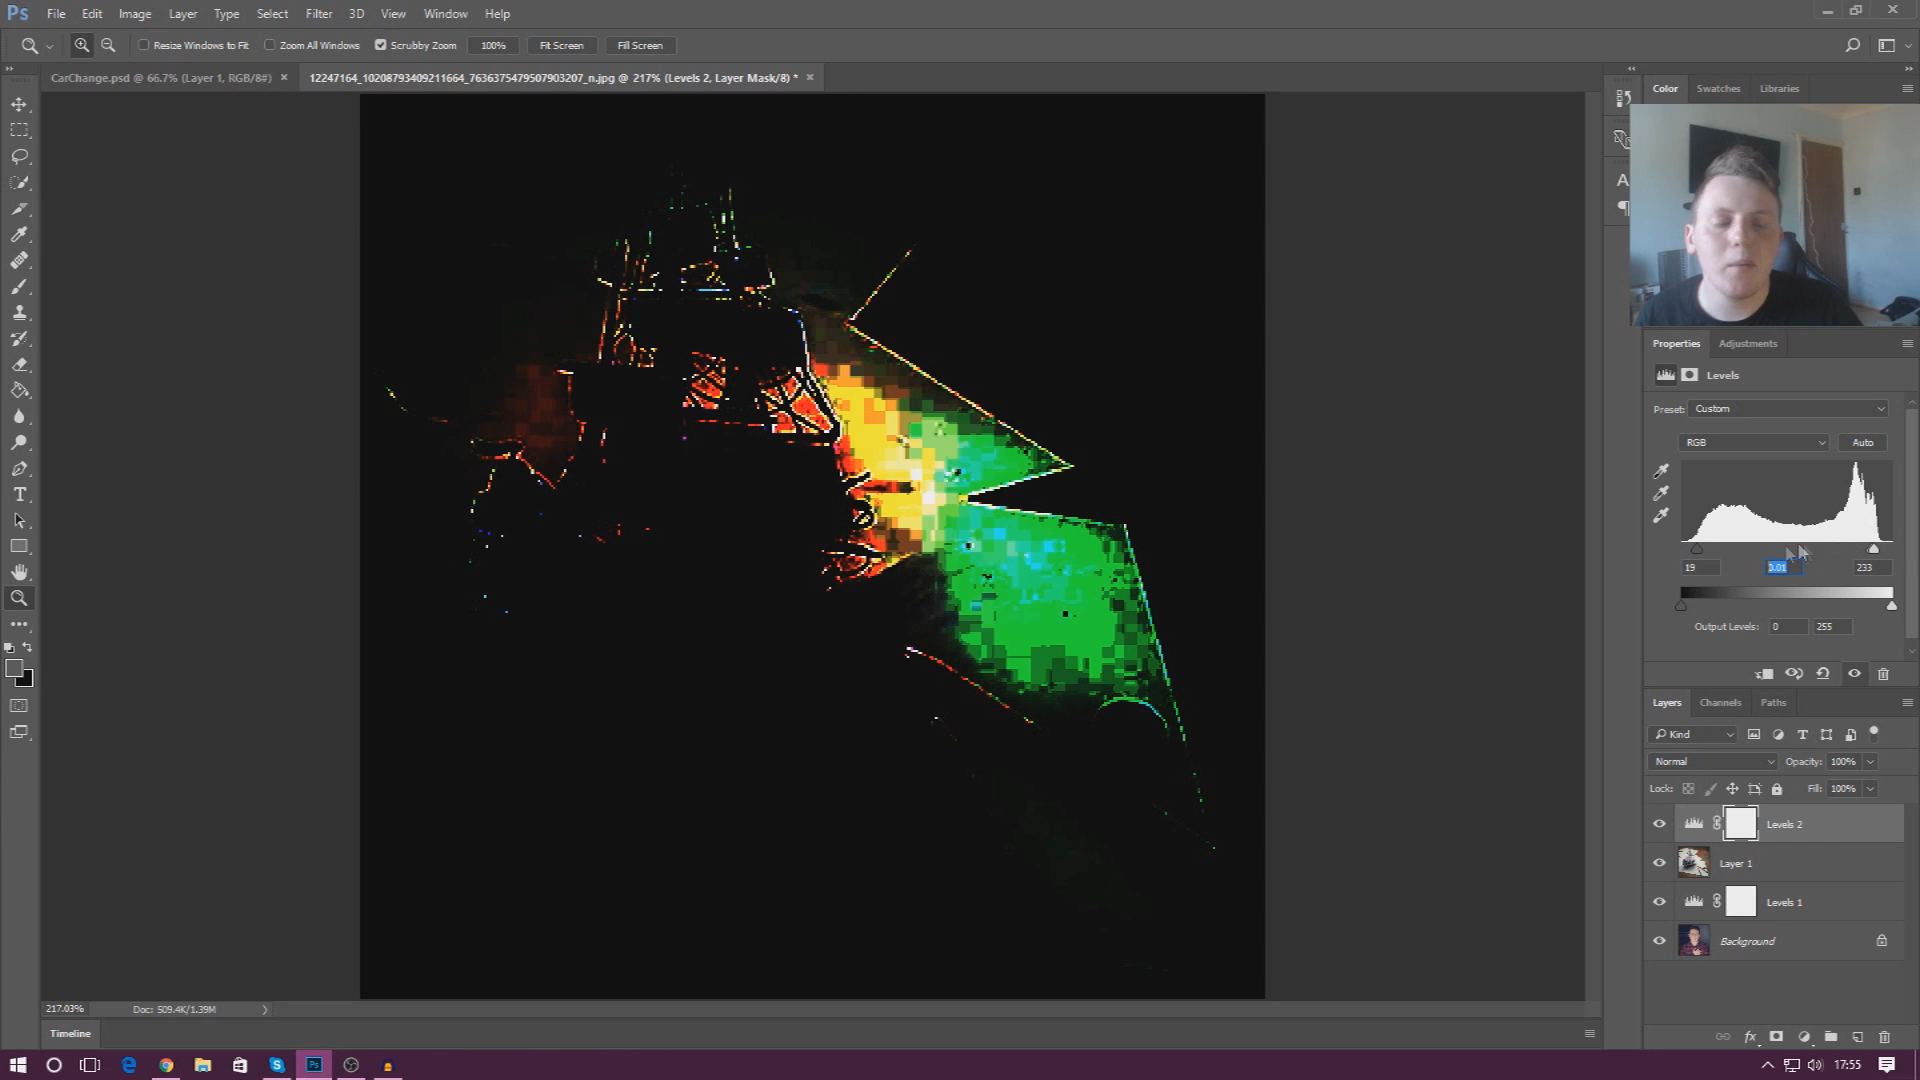 Ps File Edit Image Layer Type Select Filter 3D View Window Help
Resize Windows to Fit Zoom All Windows Scrubby Zoom 100% Fit Screen Fill Screen
CarChange.psd @ 66.7% (Layer 1, RGB/8#) × 12247164_10208793409211664_7636375479507903207_n.jpg @ 217% (Levels 2, Layer Mask/8) * ×
Color Swatches Libraries
Properties Adjustments
Levels
Preset: Custom
RGB Auto
19 0.01 233
Output Levels: 0 255
Layers Channels Paths
Kind
Normal Opacity: 100%
Lock: Fill: 100%
Levels 2
Layer 1
Levels 1
Background
fx
217.03% Doc: 509.4K/1.39M
Timeline
17:55